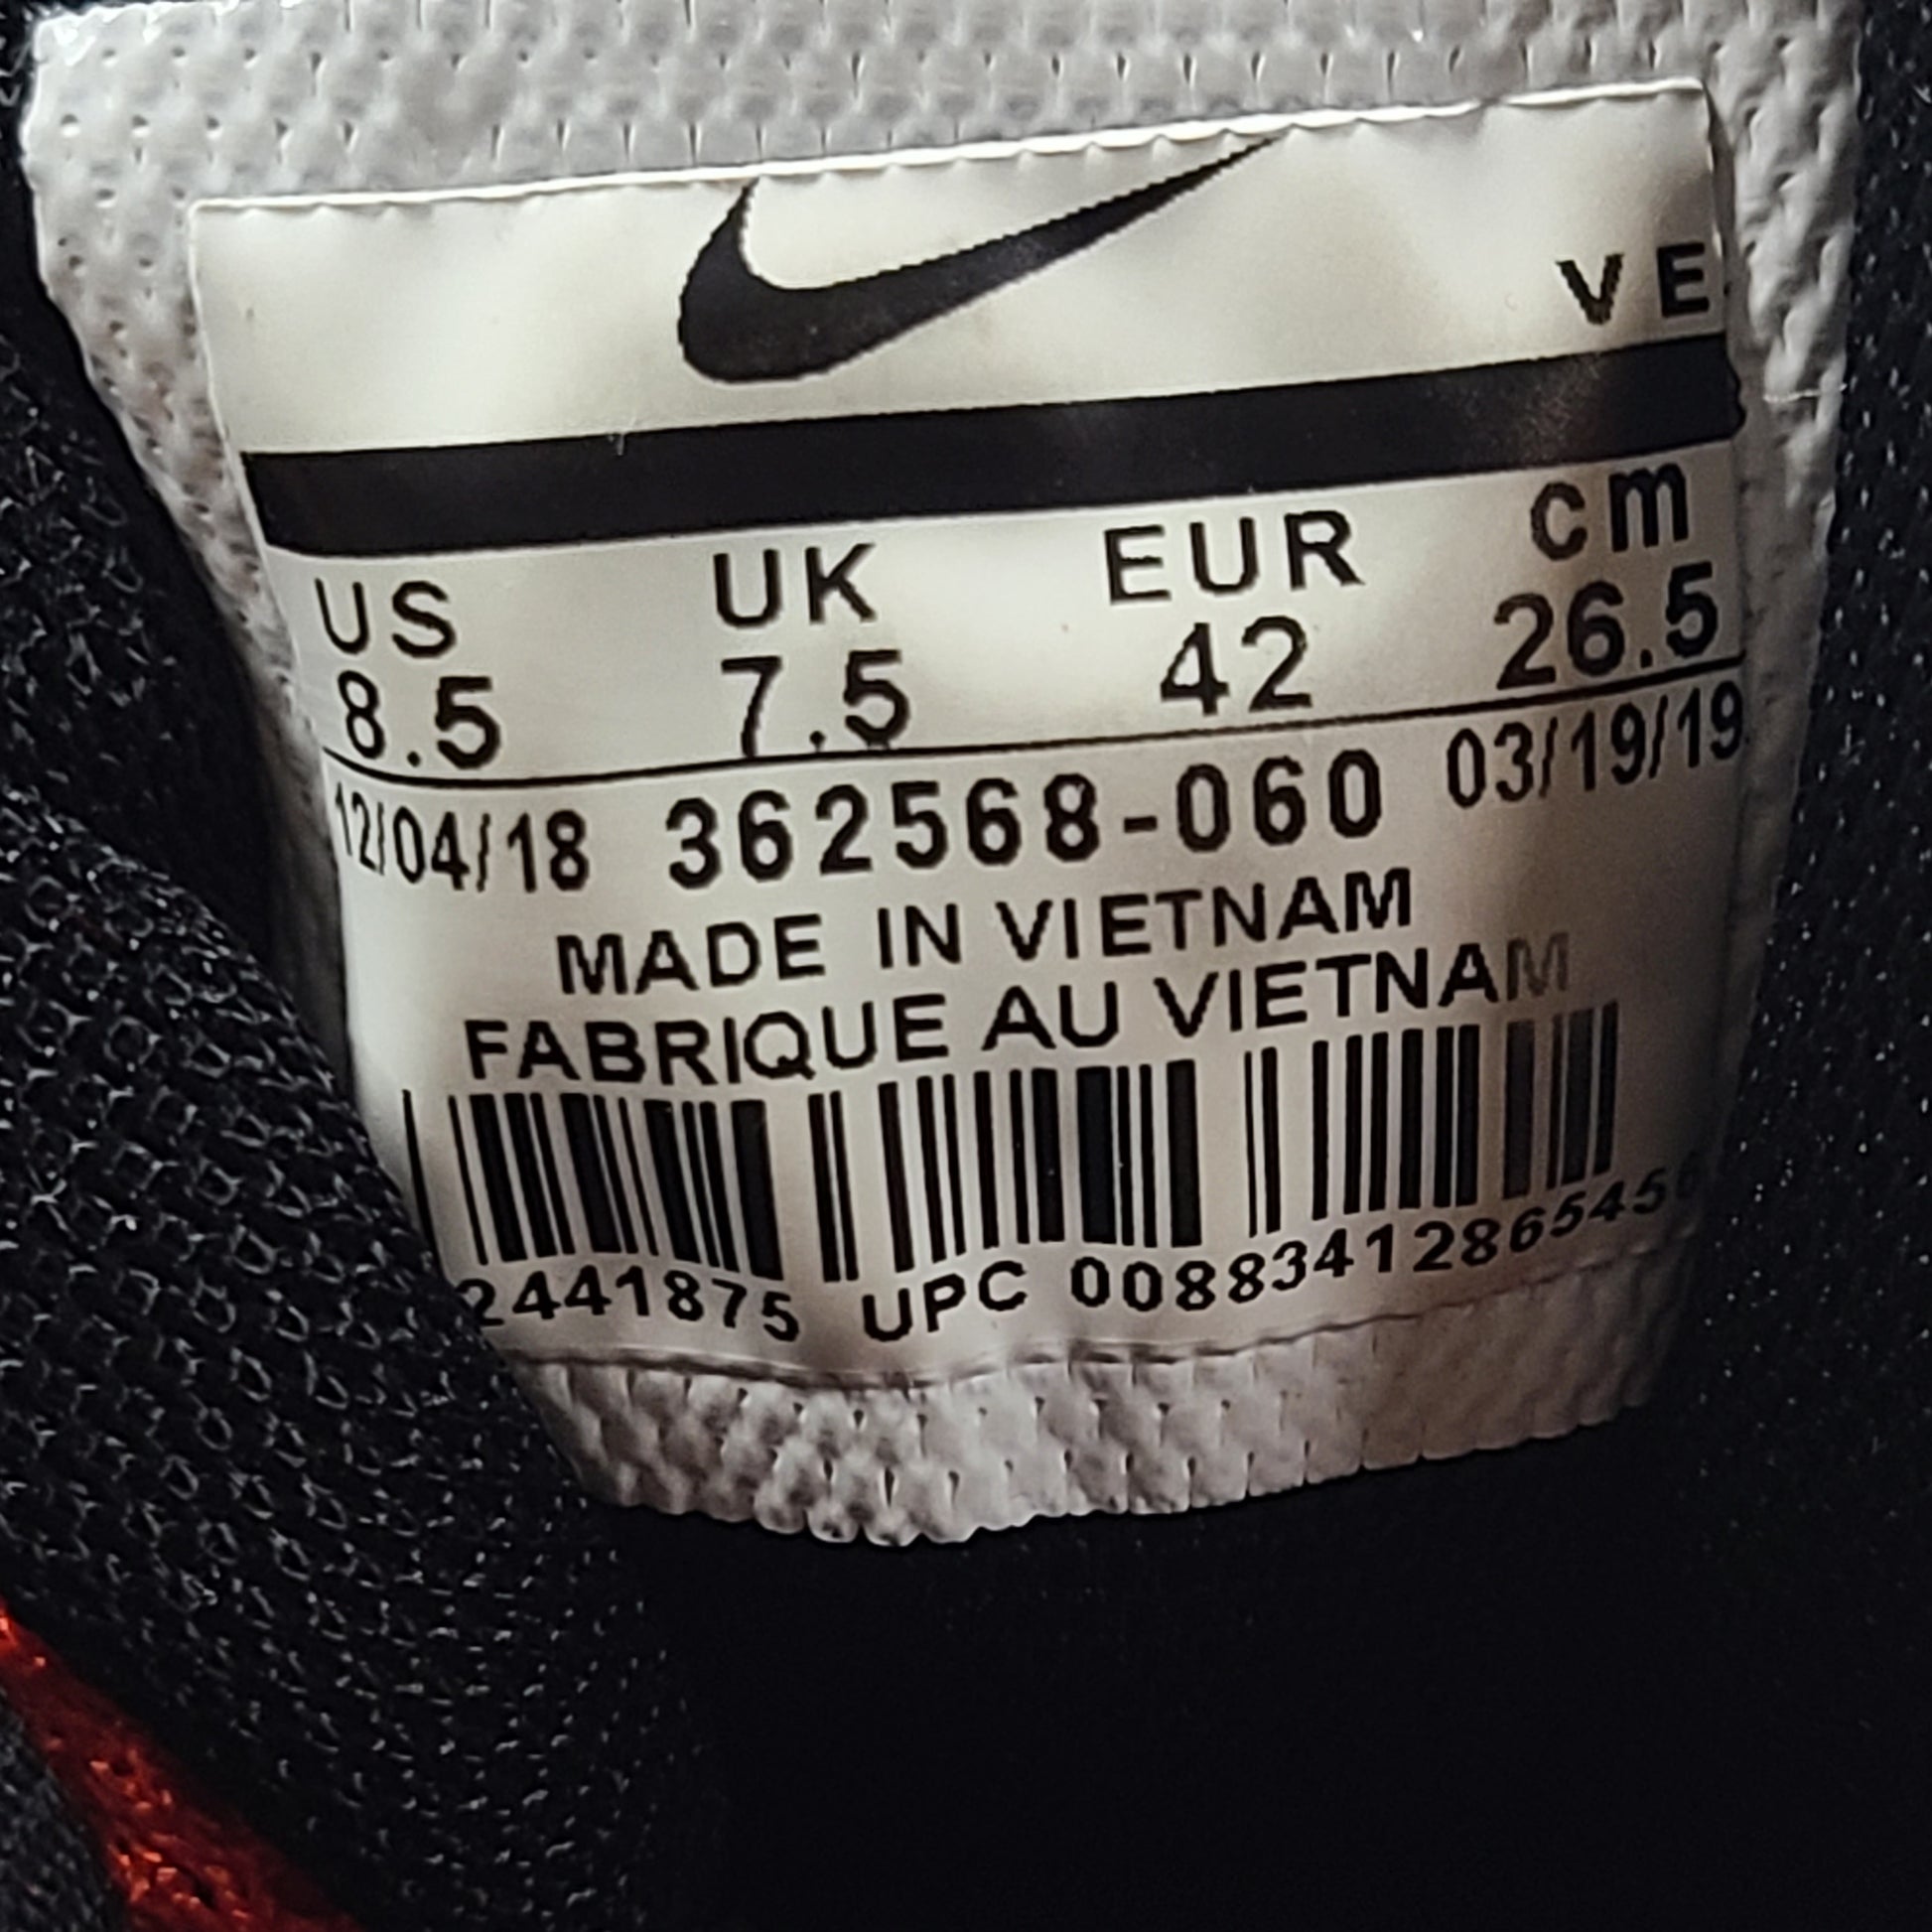 VE
US UK EUR cm
8.5 7.5 42 26.5
12/04/18 362568-060 03/19/19
MADE IN VIETNAM
FABRIQUE AU VIETNAM
2441875 UPC 00883412865456